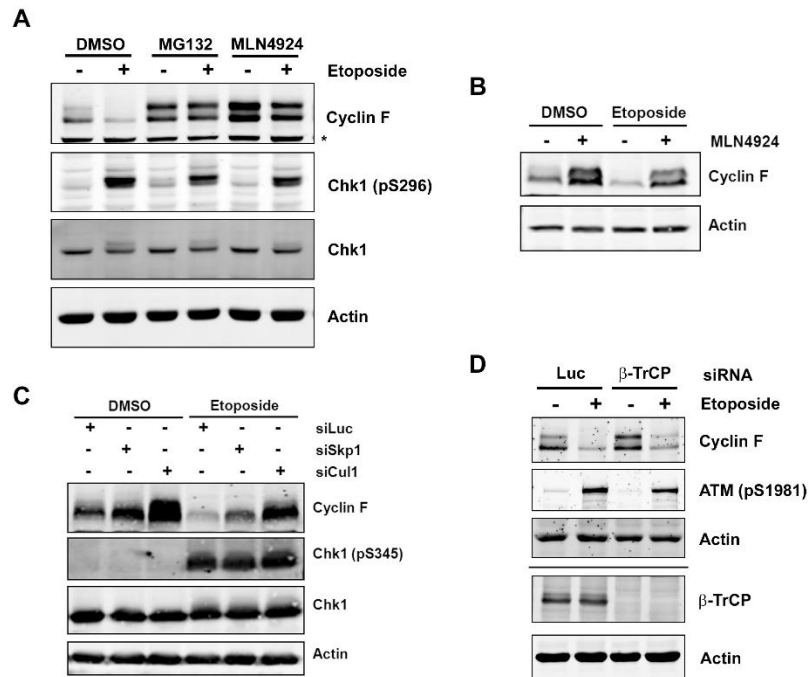 A
DMSO MG132 MLN4924
- + - + - + Etoposide
Cyclin F
*
Chk1 (pS296)
Chk1
Actin
B
DMSO Etoposide
- + - + MLN4924
Cyclin F
Actin
C
DMSO Etoposide
+ - - + - - siLuc
- + - - + - siSkp1
- - + - - + siCul1
Cyclin F
Chk1 (pS345)
Chk1
Actin
D
Luc β-TrCP siRNA
- + - + Etoposide
Cyclin F
ATM (pS1981)
Actin
β-TrCP
Actin